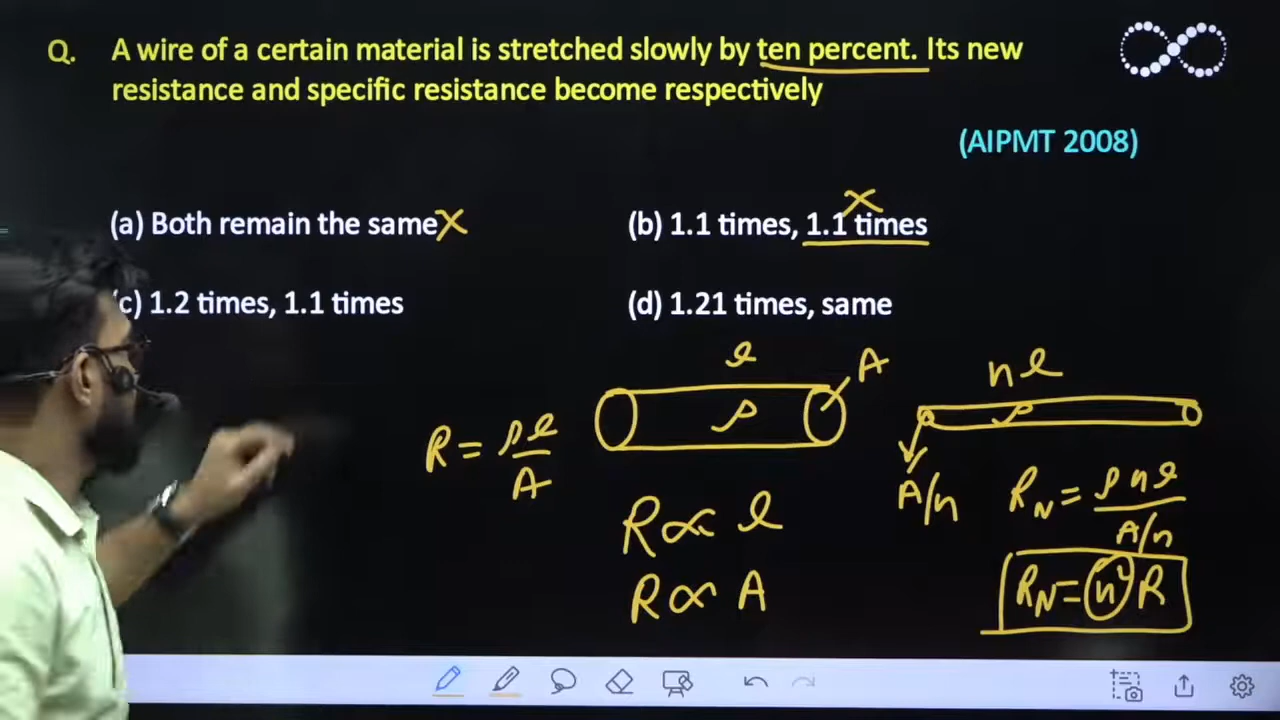 Q. A wire of a certain material is stretched slowly by ten percent. Its new
resistance and specific resistance become respectively
(AIPMT 2008)
(a) Both remain the same X
(b) 1.1 times, 1.1 times X
(c) 1.2 times, 1.1 times
(d) 1.21 times, same
R = ρl/A
l
A
ρ
R ∝ l
R ∝ A
nl
ρ
A/n
R_N = ρnl/(A/n)
R_N = n²R